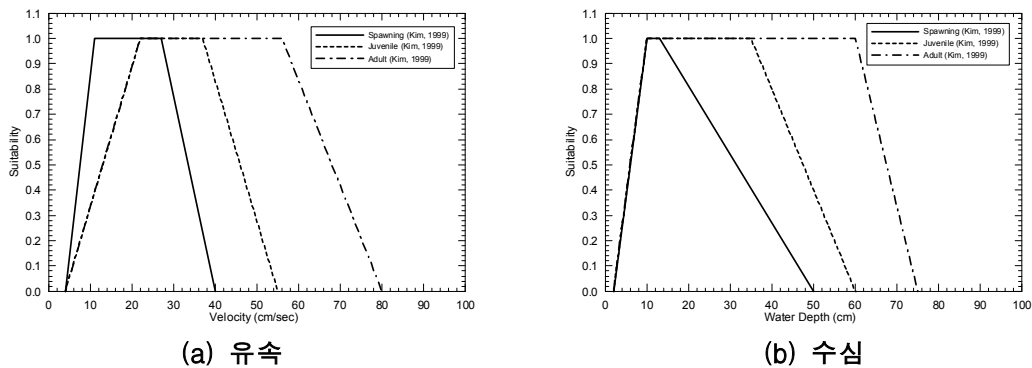 1.1
1.0
0.9
0.8
0.7
0.6
0.5
0.4
0.3
0.2
0.1
0.0
Suitability
0 10 20 30 40 50 60 70 80 90 100
Velocity (cm/sec)
Spawning (Kim, 1999)
Juvenile (Kim, 1999)
Adult (Kim, 1999)
(a) 유속
1.1
1.0
0.9
0.8
0.7
0.6
0.5
0.4
0.3
0.2
0.1
0.0
Suitability
0 10 20 30 40 50 60 70 80 90 100
Water Depth (cm)
Spawning (Kim, 1999)
Juvenile (Kim, 1999)
Adult (Kim, 1999)
(b) 수심